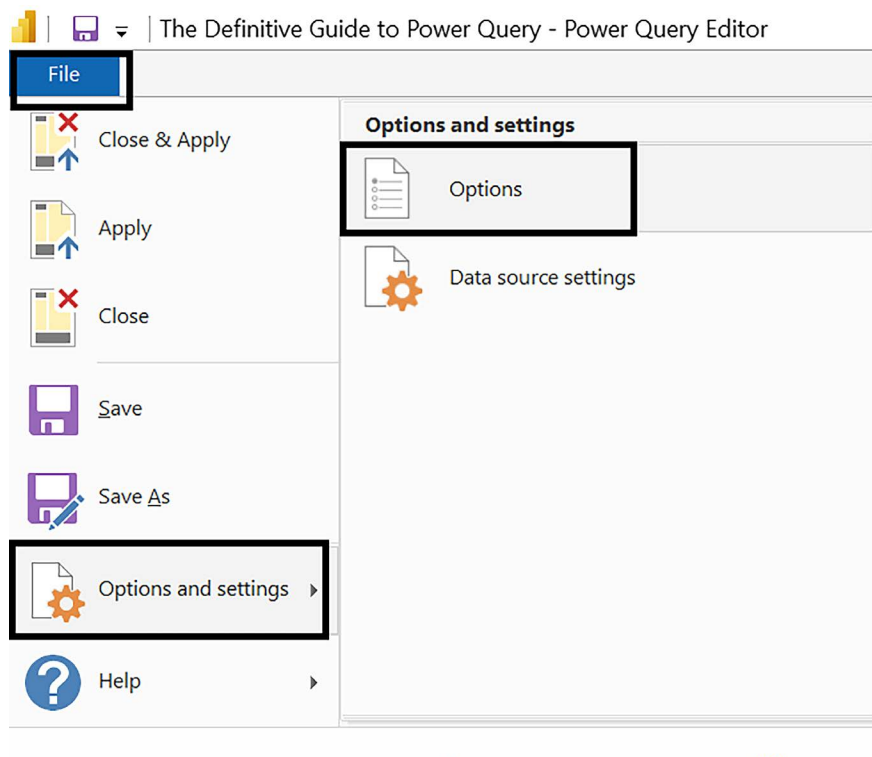 The Definitive Guide to Power Query - Power Query Editor
File
Close & Apply
Apply
Close
Save
Save As
Options and settings
Help
Options and settings
Options
Data source settings